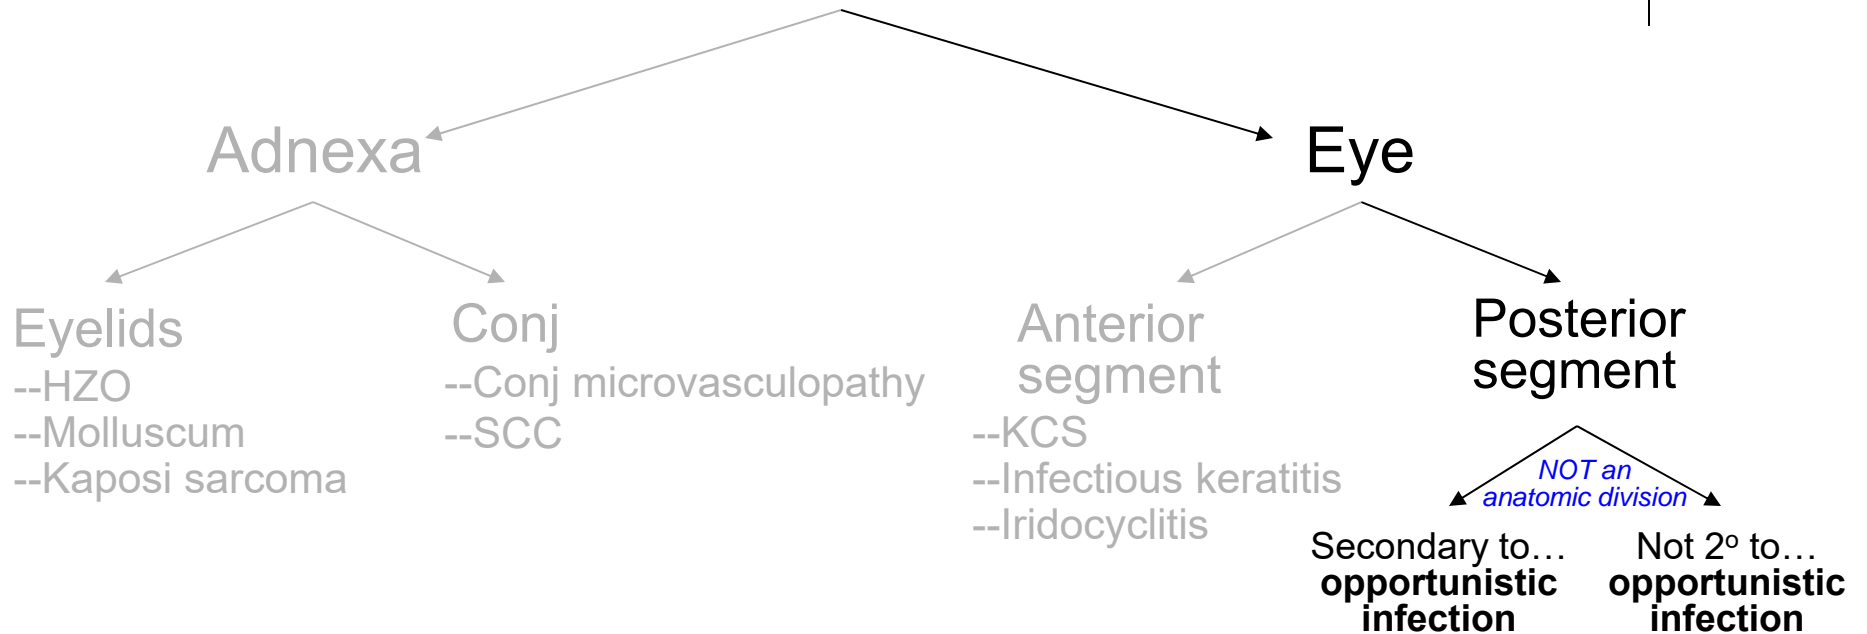 Adnexa
Eye
Eyelids
--HZO
--Molluscum
--Kaposi sarcoma
Conj
--Conj microvasculopathy
--SCC
Anterior
segment
--KCS
--Infectious keratitis
--Iridocyclitis
Posterior
segment
NOT an
anatomic division
Secondary to…
opportunistic
infection
Not 2º to…
opportunistic
infection